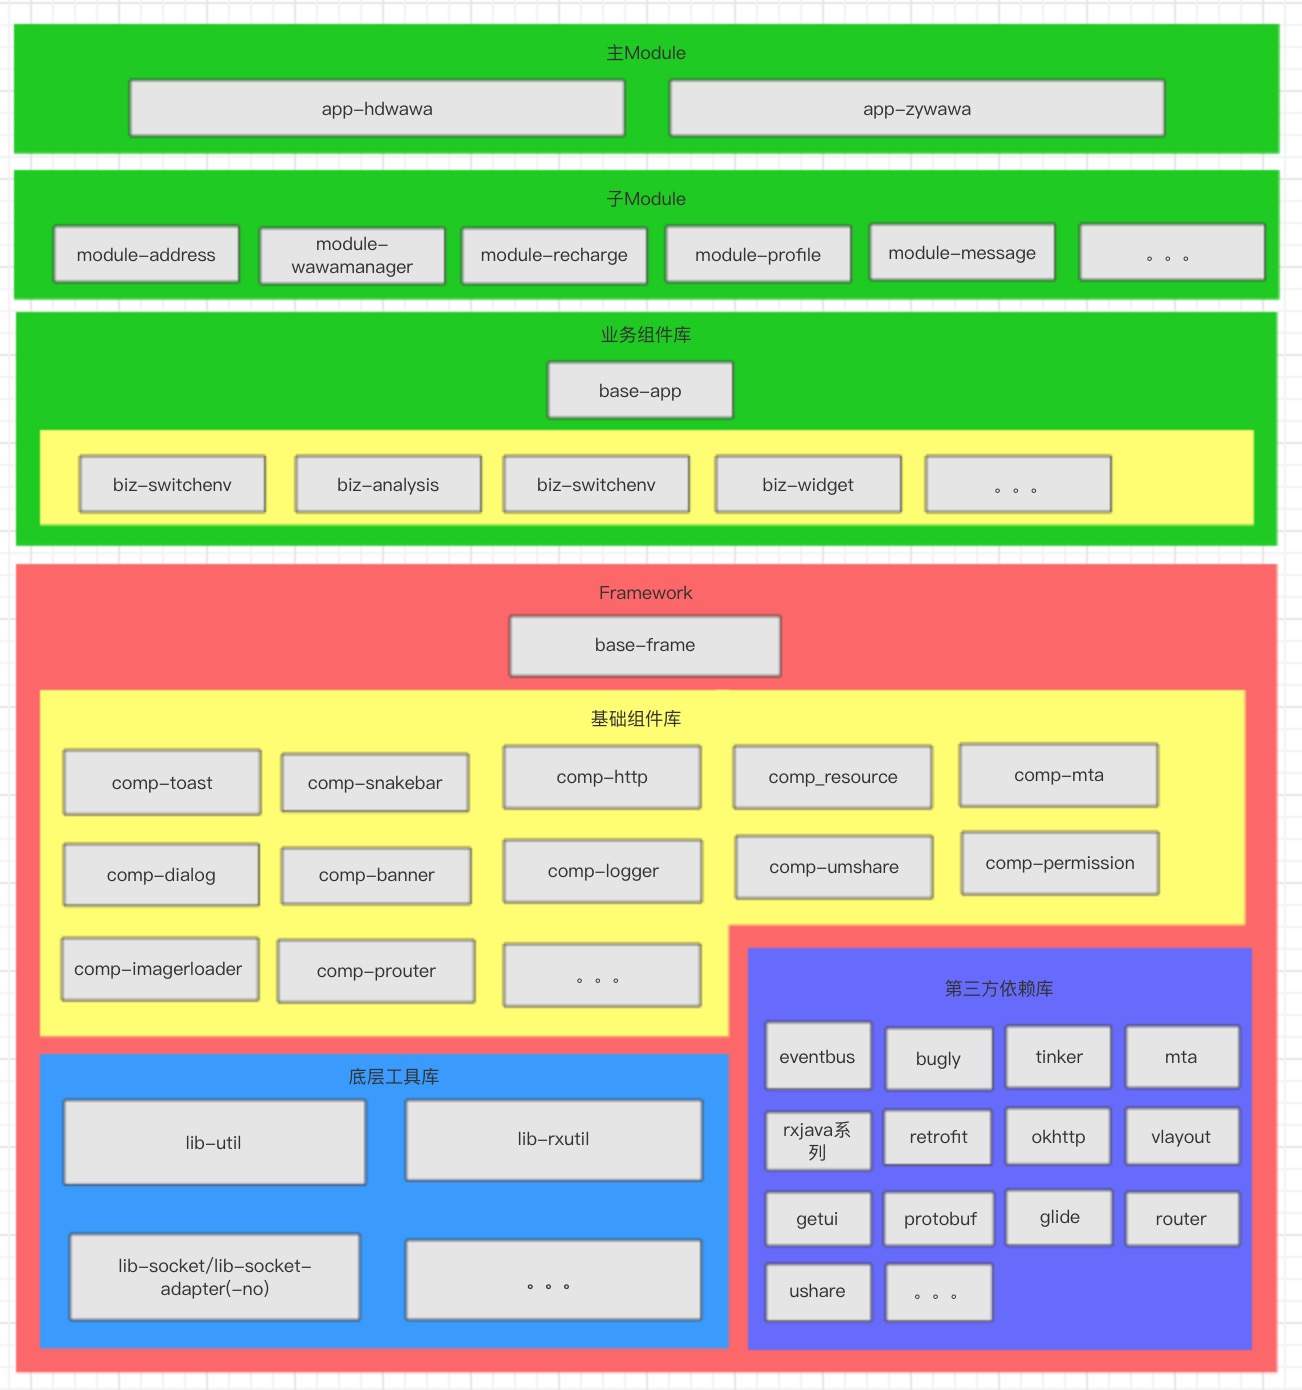 主Module
app-hdwawa
app-zywawa
子Module
module-address
module-
wawamanager
module-recharge
module-profile
module-message
。。。
业务组件库
base-app
biz-switchenv
biz-analysis
biz-switchenv
biz-widget
。。。
Framework
base-frame
基础组件库
comp-toast
comp-snakebar
comp-http
comp_resource
comp-mta
comp-dialog
comp-banner
comp-logger
comp-umshare
comp-permission
comp-imagerloader
comp-prouter
。。。
底层工具库
lib-util
lib-rxutil
lib-socket/lib-socket-
adapter(-no)
。。。
第三方依赖库
eventbus
bugly
tinker
mta
rxjava系
列
retrofit
okhttp
vlayout
getui
protobuf
glide
router
ushare
。。。